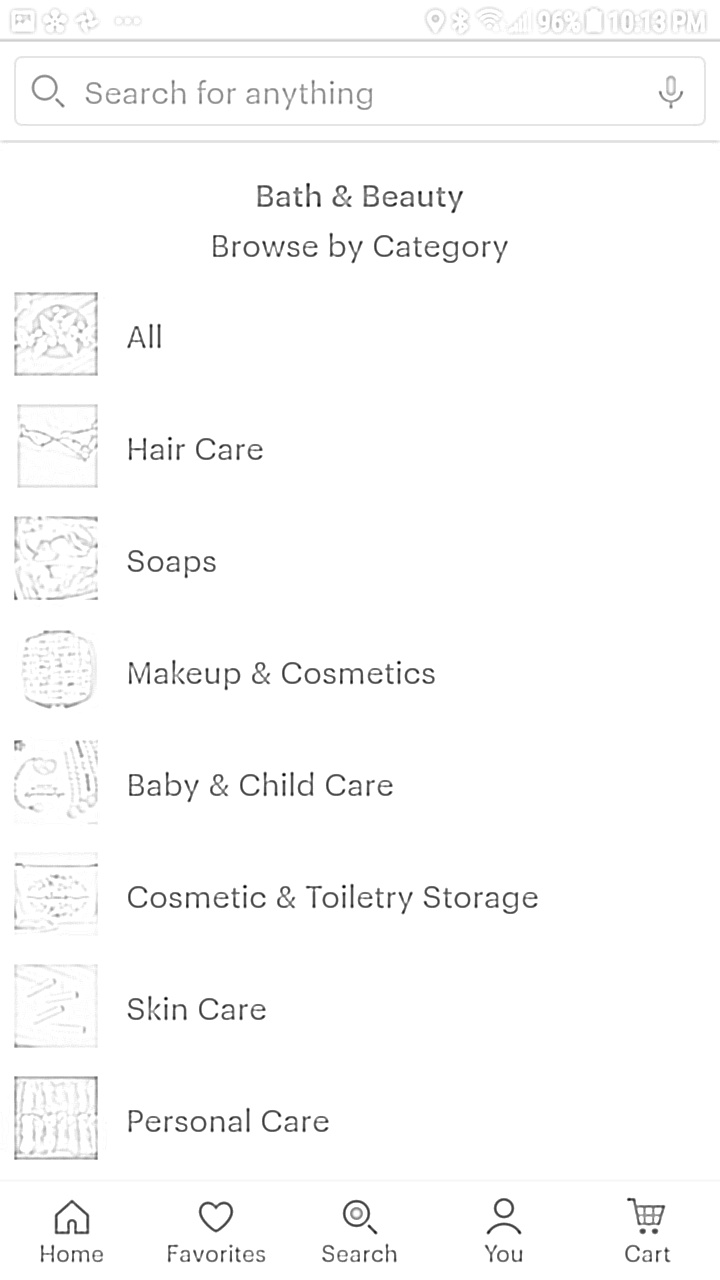 96% 10:13 PM
Search for anything
Bath & Beauty
Browse by Category
All
Hair Care
Soaps
Makeup & Cosmetics
Baby & Child Care
Cosmetic & Toiletry Storage
Skin Care
Personal Care
Home Favorites Search You Cart